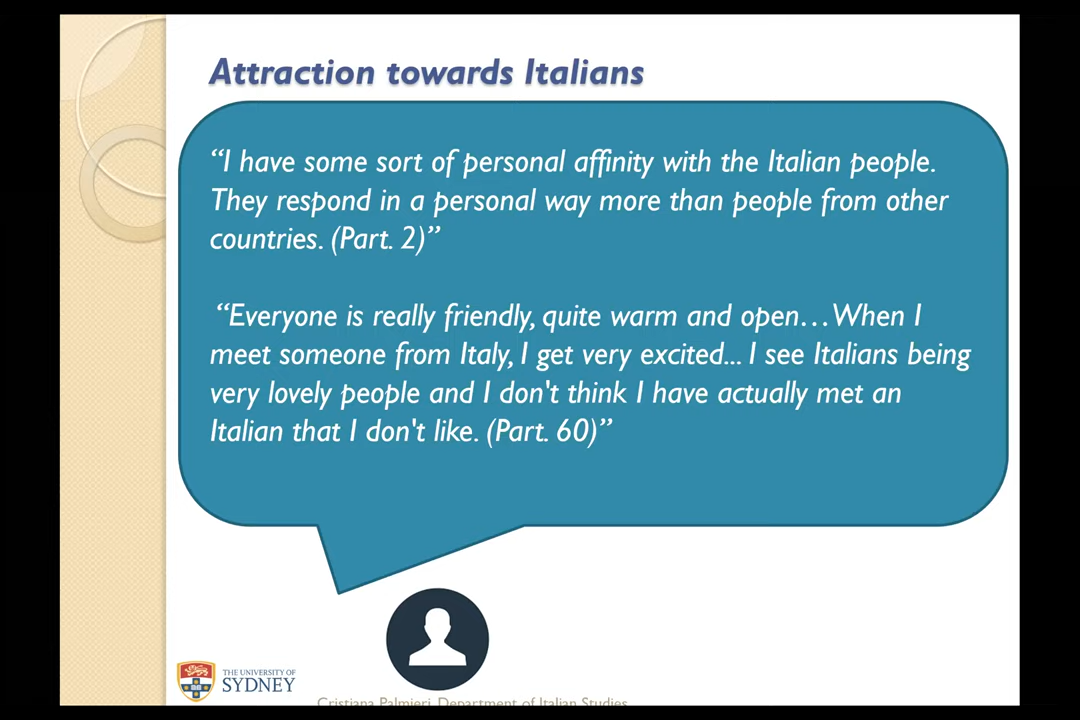 Attraction towards Italians
“I have some sort of personal affinity with the Italian people.
They respond in a personal way more than people from other
countries. (Part. 2)”
“Everyone is really friendly, quite warm and open…When I
meet someone from Italy, I get very excited... I see Italians being
very lovely people and I don't think I have actually met an
Italian that I don't like. (Part. 60)”
THE UNIVERSITY OF
SYDNEY
Cristiana Palmieri, Department of Italian Studies